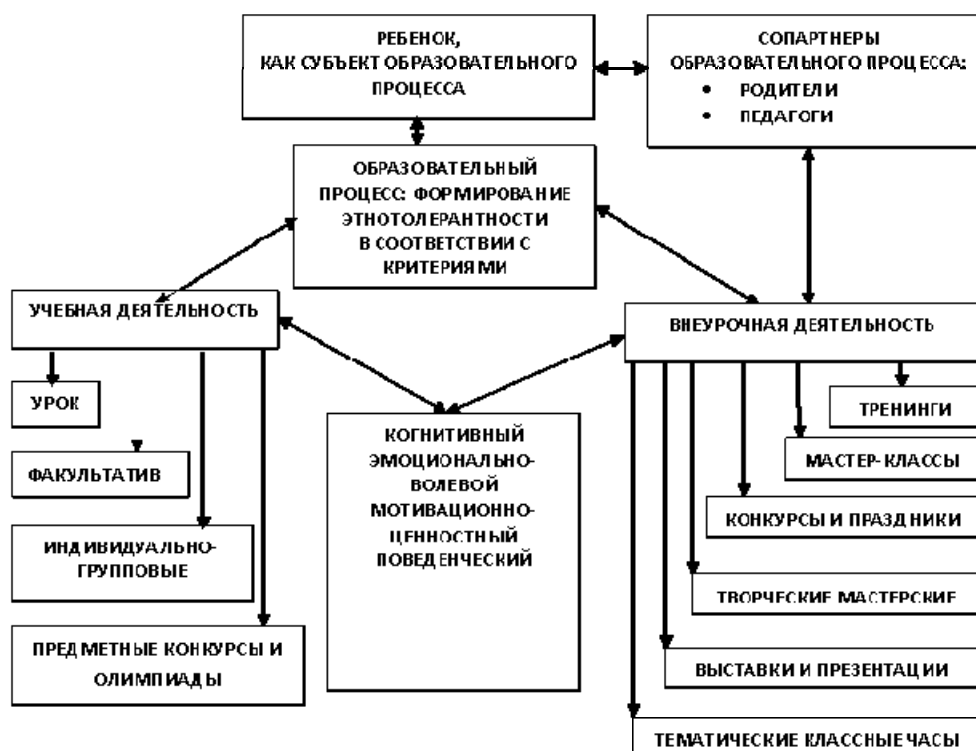 РЕБЕНОК,
КАК СУБЪЕКТ ОБРАЗОВАТЕЛЬНОГО
ПРОЦЕССА
СОПАРТНЕРЫ
ОБРАЗОВАТЕЛЬНОГО ПРОЦЕССА:
• РОДИТЕЛИ
• ПЕДАГОГИ
ОБРАЗОВАТЕЛЬНЫЙ
ПРОЦЕСС: ФОРМИРОВАНИЕ
ЭТНОТОЛЕРАНТНОСТИ
В СООТВЕТСТВИИ С
КРИТЕРИЯМИ
УЧЕБНАЯ ДЕЯТЕЛЬНОСТЬ
УРОК
ФАКУЛЬТАТИВ
ИНДИВИДУАЛЬНО-
ГРУППОВЫЕ
ПРЕДМЕТНЫЕ КОНКУРСЫ И
ОЛИМПИАДЫ
КОГНИТИВНЫЙ
ЭМОЦИОНАЛЬНО-
ВОЛЕВОЙ
МОТИВАЦИОННО-
ЦЕННОСТНЫЙ
ПОВЕДЕНЧЕСКИЙ
ВНЕУРОЧНАЯ ДЕЯТЕЛЬНОСТЬ
ТРЕНИНГИ
МАСТЕР-КЛАССЫ
КОНКУРСЫ И ПРАЗДНИКИ
ТВОРЧЕСКИЕ МАСТЕРСКИЕ
ВЫСТАВКИ И ПРЕЗЕНТАЦИИ
ТЕМАТИЧЕСКИЕ КЛАССНЫЕ ЧАСЫ